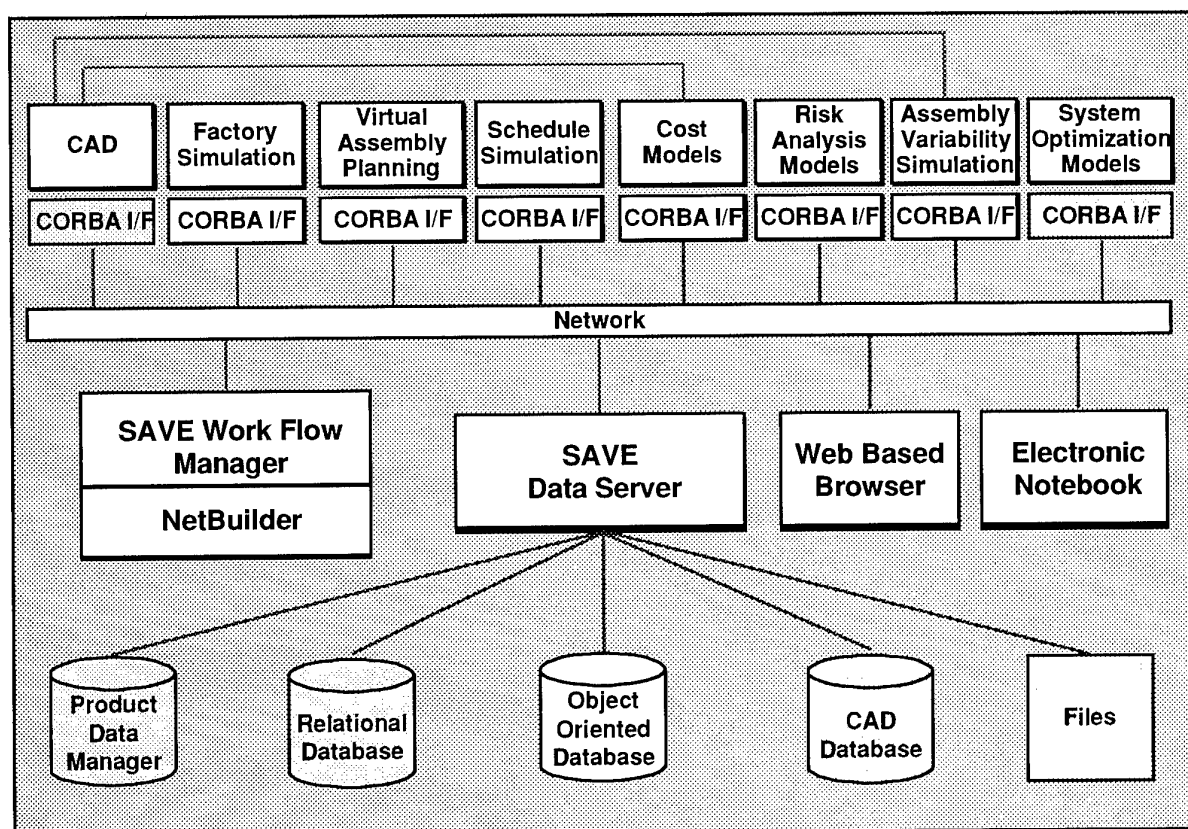 CAD
Factory
Simulation
Virtual
Assembly
Planning
Schedule
Simulation
Cost
Models
Risk
Analysis
Models
Assembly
Variability
Simulation
System
Optimization
Models
CORBA I/F
CORBA I/F
CORBA I/F
CORBA I/F
CORBA I/F
CORBA I/F
CORBA I/F
CORBA I/F
Network
SAVE Work Flow
Manager
NetBuilder
SAVE
Data Server
Web Based
Browser
Electronic
Notebook
Product
Data
Manager
Relational
Database
Object
Oriented
Database
CAD
Database
Files